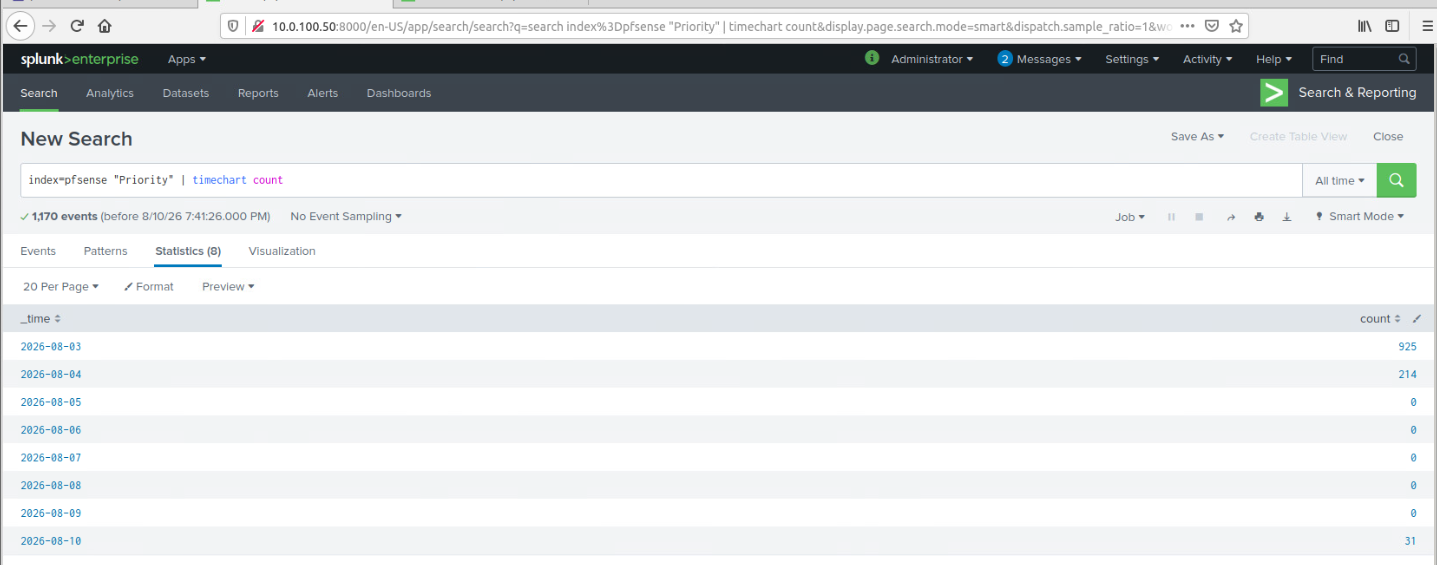 10.0.100.50:8000/en-US/app/search/search?q=search index%3Dpfsense "Priority" | timechart count&display.page.search.mode=smart&dispatch.sample_ratio=1&wo
splunk>enterprise Apps Administrator 2 Messages Settings Activity Help Find
Search Analytics Datasets Reports Alerts Dashboards Search & Reporting
New Search Save As Create Table View Close
index=pfsense "Priority" | timechart count All time
1,170 events (before 8/10/26 7:41:26.000 PM) No Event Sampling Job Smart Mode
Events Patterns Statistics (8) Visualization
20 Per Page Format Preview
_time count
2026-08-03 925
2026-08-04 214
2026-08-05 0
2026-08-06 0
2026-08-07 0
2026-08-08 0
2026-08-09 0
2026-08-10 31